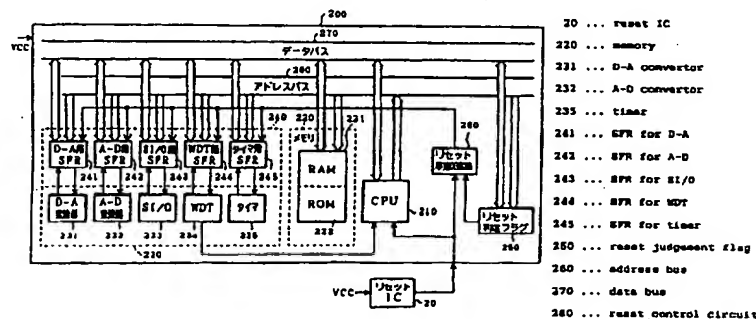 200
VCC
270
データバス
260
アドレスバス
240
220
メモリ
221
280
D-A用
SFR
A-D用
SFR
SI/O用
SFR
WDT用
SFR
タイマ用
SFR
241
242
243
244
245
RAM
ROM
222
CPU
210
リセット
リセット
判定フラグ
250
D-A
変換器
A-D
変換器
SI/O
WDT
タイマ
231
232
233
234
235
230
VCC
リセット
IC
20
20 ... reset IC
220 ... memory
231 ... D-A convertor
232 ... A-D convertor
235 ... timer
241 ... SFR for D-A
242 ... SFR for A-D
243 ... SFR for SI/O
244 ... SFR for WDT
245 ... SFR for timer
250 ... reset judgement flag
260 ... address bus
270 ... data bus
280 ... reset control circuit